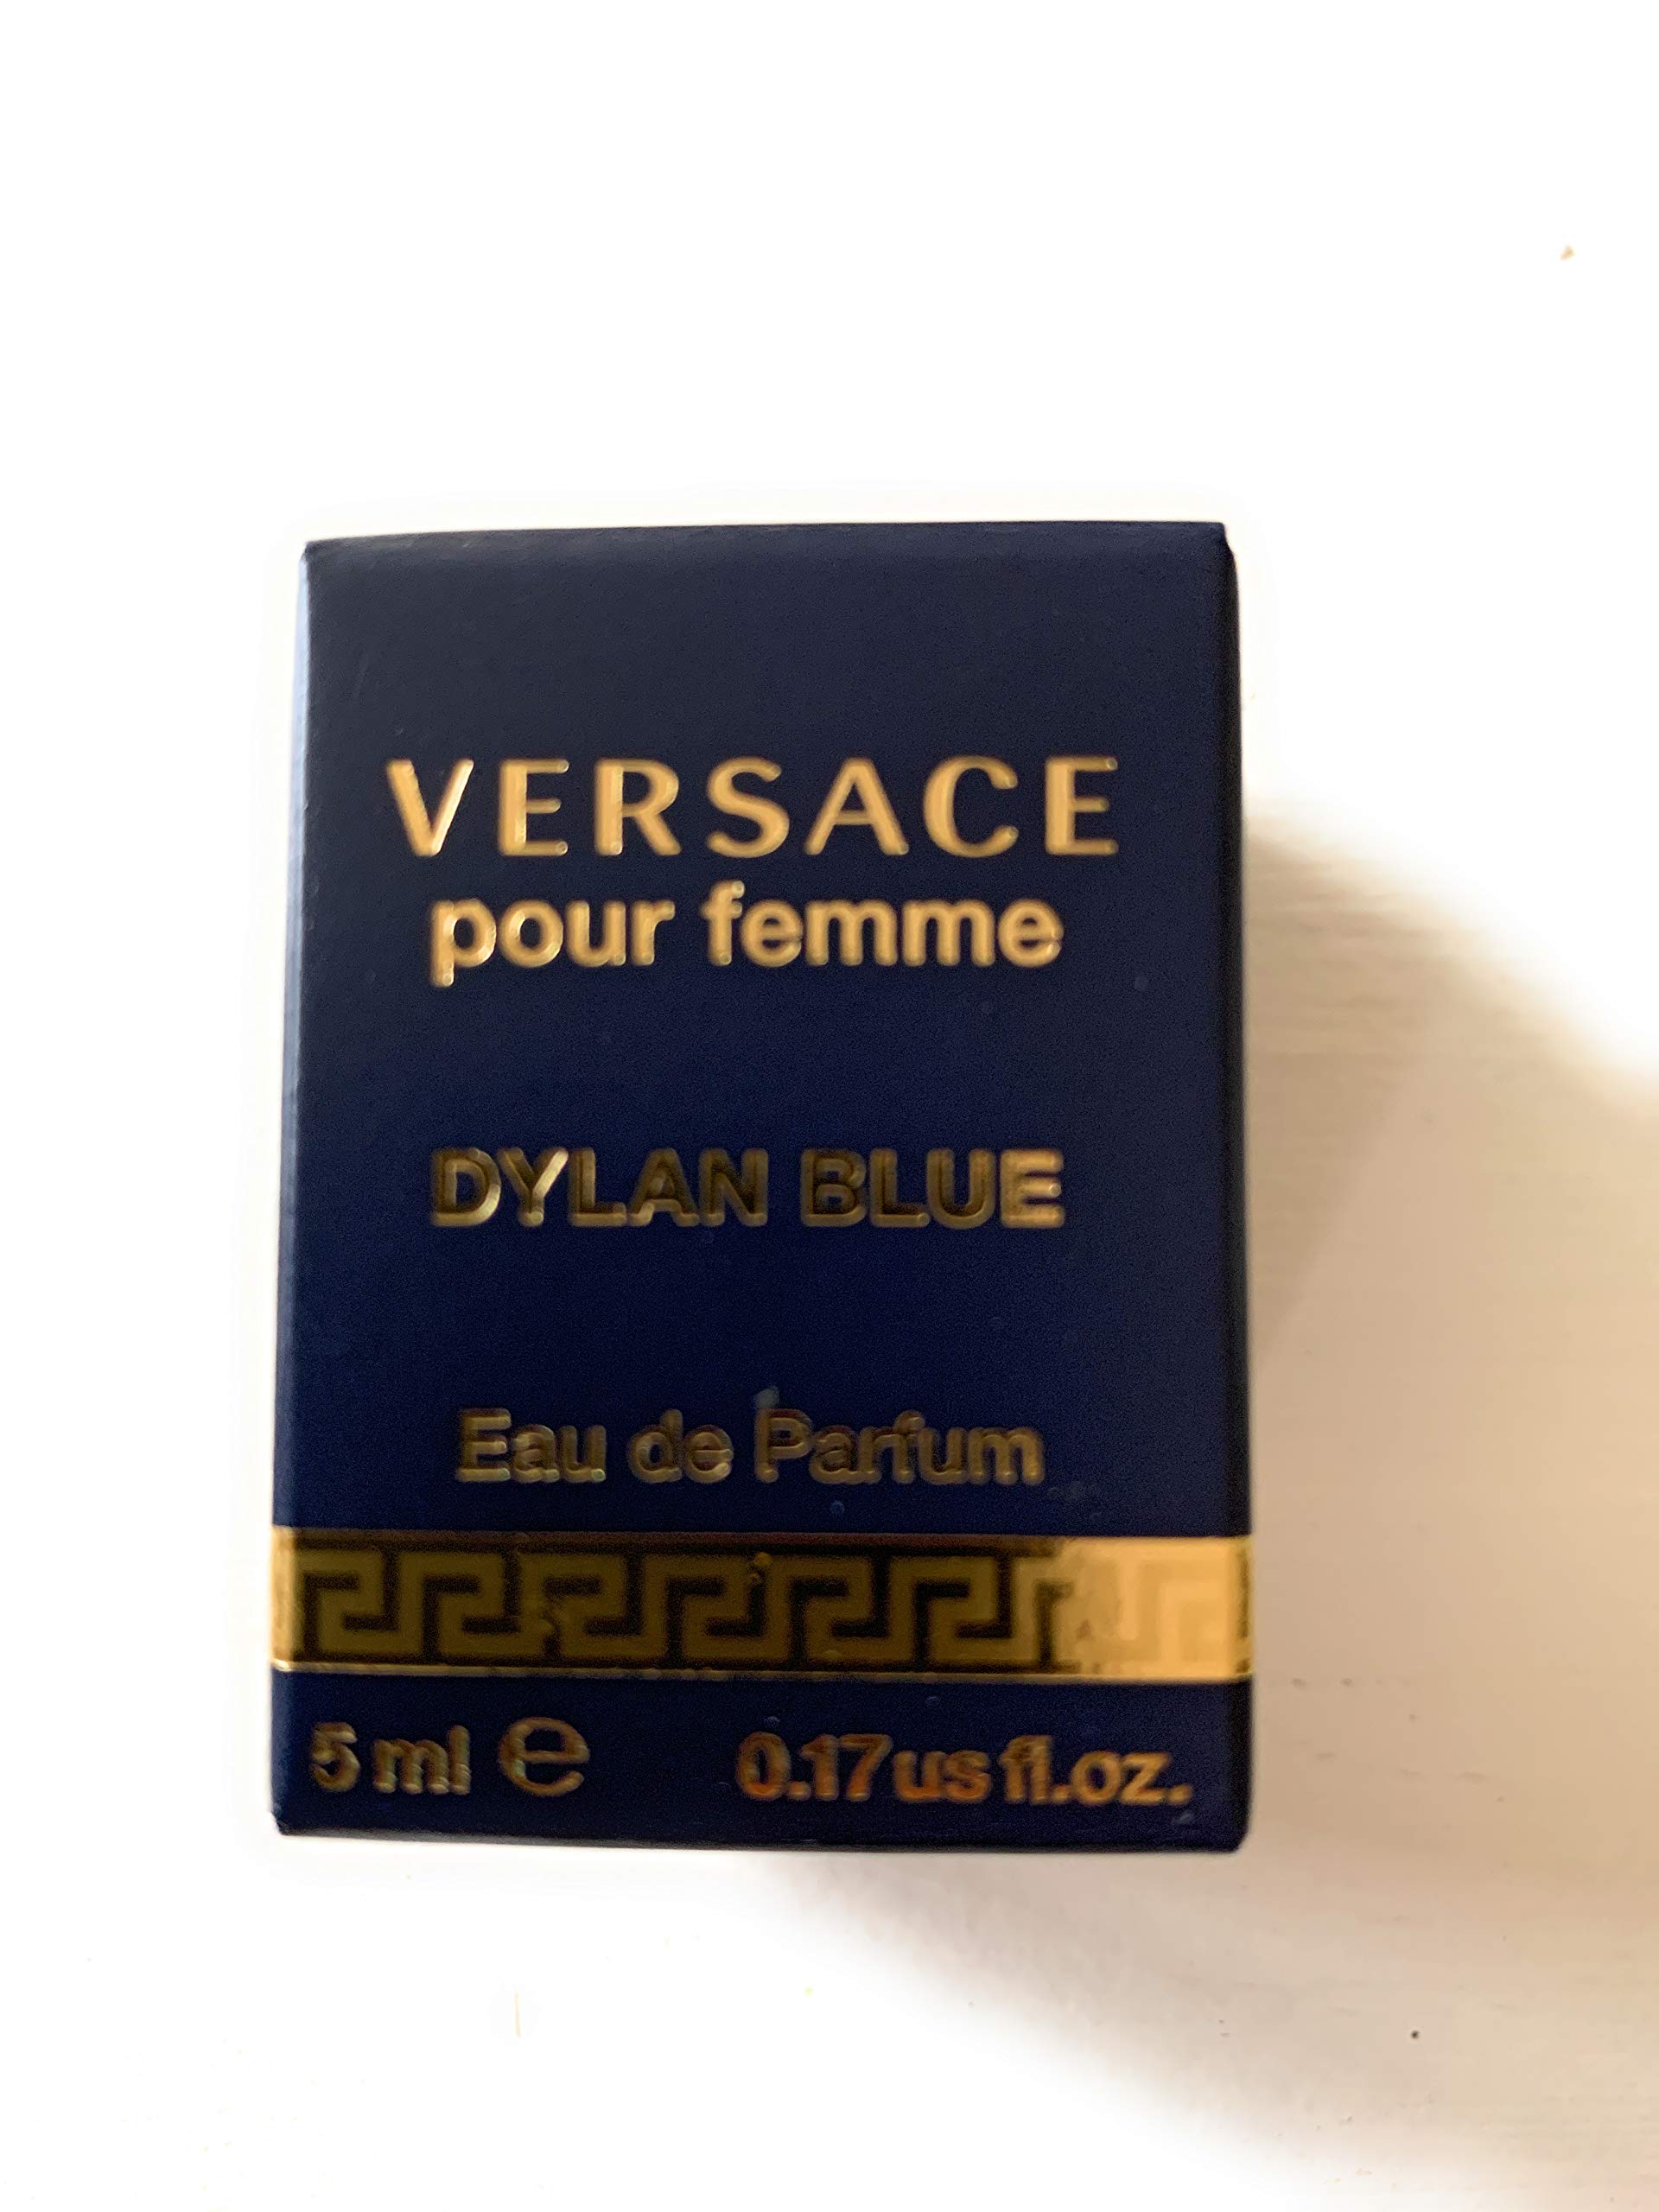 VERSACE
pour femme
DYLAN BLUE
Eau de Parfum
5 ml ℮ 0.17 us fl.oz.